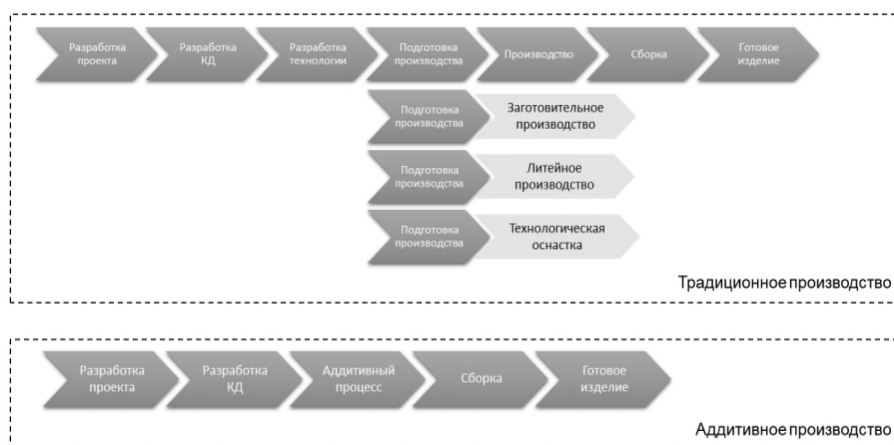 Разработка
проекта
Разработка
КД
Разработка
технологии
Подготовка
производства
Производство
Сборка
Готовое
изделие
Подготовка
производства
Заготовительное
производство
Подготовка
производства
Литейное
производство
Подготовка
производства
Технологическая
оснастка
Традиционное производство
Разработка
проекта
Разработка
КД
Аддитивный
процесс
Сборка
Готовое
изделие
Аддитивное производство